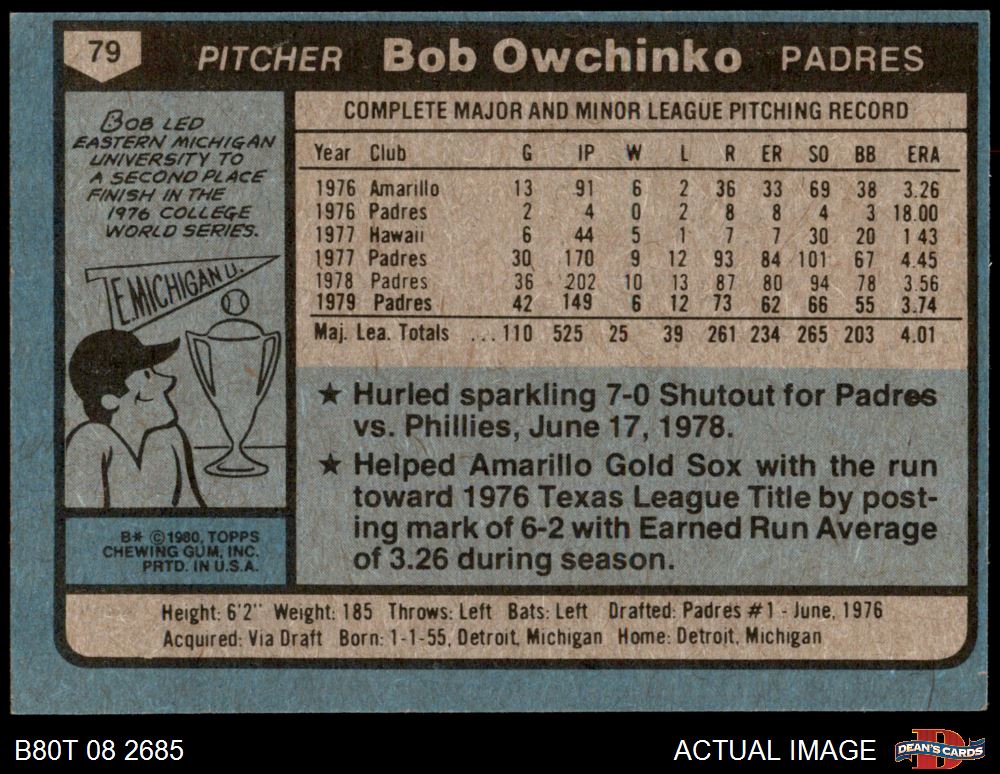 79 PITCHER Bob Owchinko PADRES
BOB LED
EASTERN MICHIGAN
UNIVERSITY TO
A SECOND PLACE
FINISH IN THE
1976 COLLEGE
WORLD SERIES.
E. MICHIGAN U.
B* © 1980, TOPPS
CHEWING GUM, INC.
PRTD. IN U.S.A.
COMPLETE MAJOR AND MINOR LEAGUE PITCHING RECORD
Year Club G IP W L R ER SO BB ERA
1976 Amarillo 13 91 6 2 36 33 69 38 3.26
1976 Padres 2 4 0 2 8 8 4 3 18.00
1977 Hawaii 6 44 5 1 7 7 30 20 1 43
1977 Padres 30 170 9 12 93 84 101 67 4.45
1978 Padres 36 202 10 13 87 80 94 78 3.56
1979 Padres 42 149 6 12 73 62 66 55 3.74
Maj. Lea. Totals ...110 525 25 39 261 234 265 203 4.01
★ Hurled sparkling 7-0 Shutout for Padres
vs. Phillies, June 17, 1978.
★ Helped Amarillo Gold Sox with the run
toward 1976 Texas League Title by post-
ing mark of 6-2 with Earned Run Average
of 3.26 during season.
Height: 6'2" Weight: 185 Throws: Left Bats: Left Drafted: Padres #1 - June, 1976
Acquired: Via Draft Born: 1-1-55, Detroit, Michigan Home: Detroit, Michigan
B80T 08 2685 ACTUAL IMAGE DEAN'S CARDS